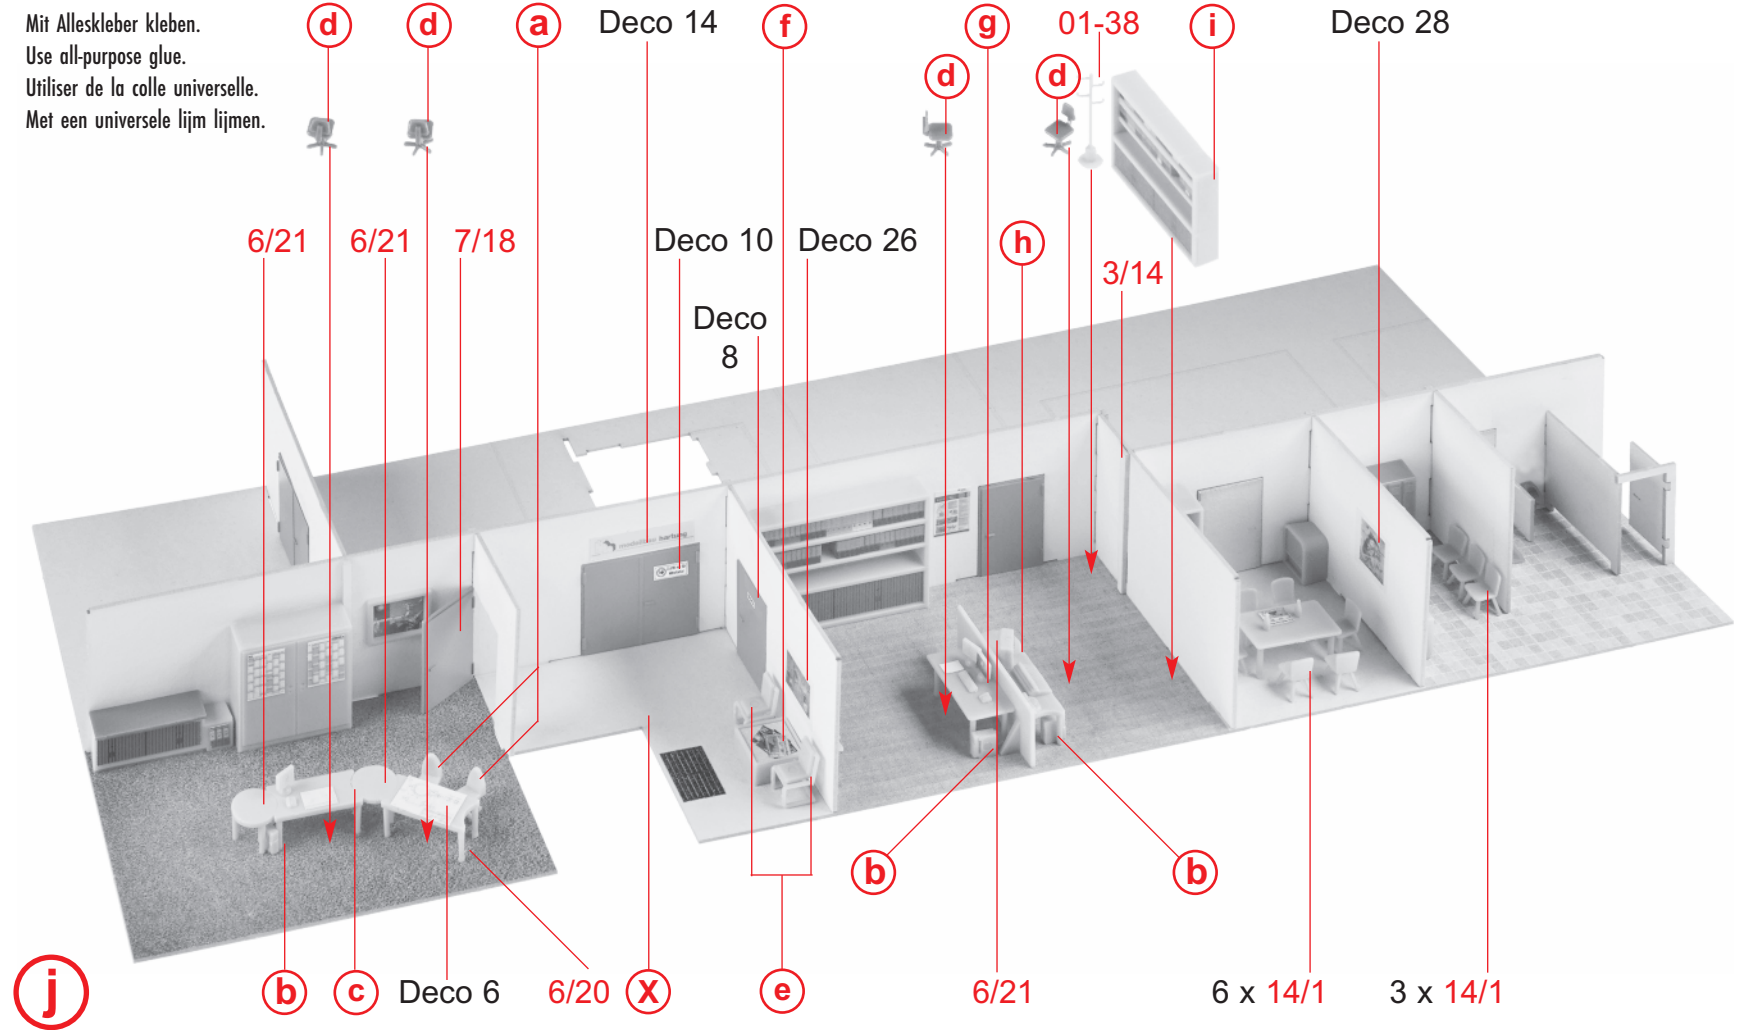 Mit Alleskleber kleben.
Use all-purpose glue.
Utiliser de la colle universelle.
Met een universele lijm lijmen.
d
d
a
Deco 14
f
g
01-38
i
Deco 28
d
d
6/21
6/21
7/18
Deco 10
Deco 26
h
3/14
Deco
8
b
b
j
b
c
Deco 6
6/20
X
e
6/21
6 x 14/1
3 x 14/1